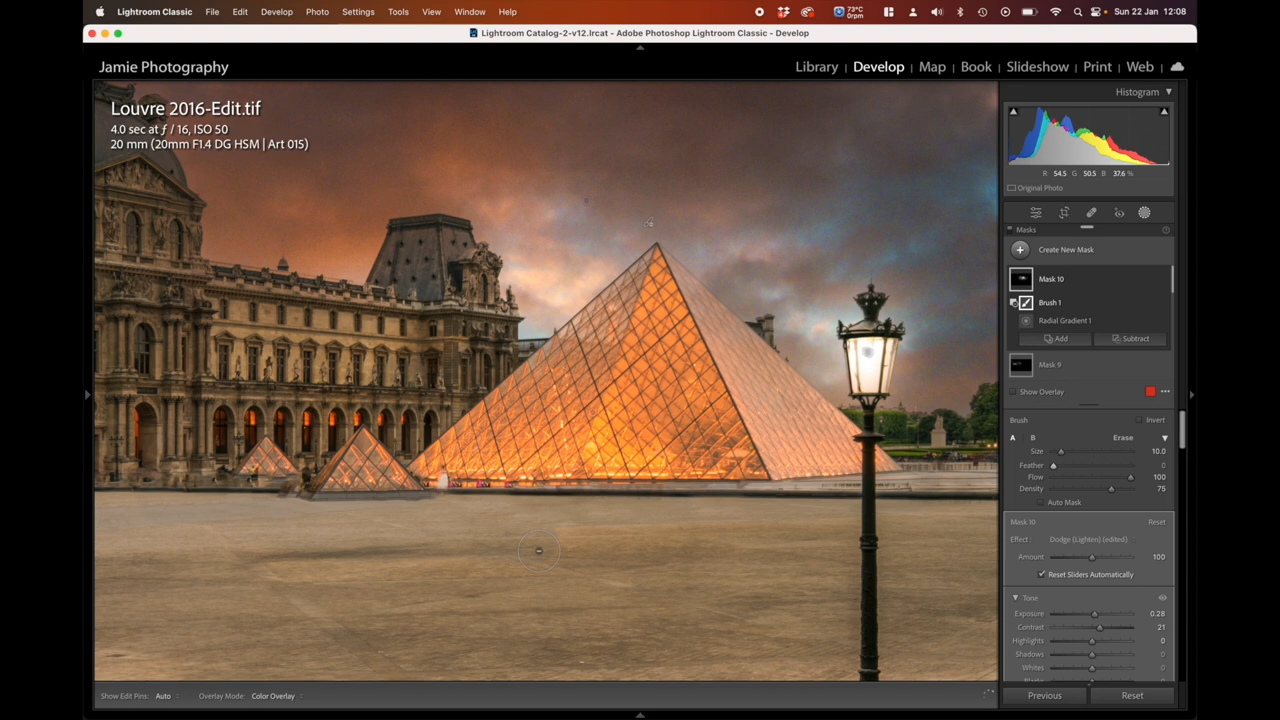 Lightroom Classic File Edit Develop Photo Settings Tools View Window Help 73°C 0rpm Sun 22 Jan 12:08
Lightroom Catalog-2-v12.lrcat - Adobe Photoshop Lightroom Classic - Develop
Jamie Photography Library | Develop | Map | Book | Slideshow | Print | Web
Histogram
Louvre 2016-Edit.tif
4.0 sec at ƒ / 16, ISO 50
20 mm (20mm F1.4 DG HSM | Art 015)
R 54.5 G 50.5 B 37.6 %
Original Photo
Masks
Create New Mask
Mask 10
Brush 1
Radial Gradient 1
Add Subtract
Mask 9
Show Overlay
Brush Invert
A B Erase
Size 10.0
Feather 0
Flow 100
Density 75
Auto Mask
Mask 10 Reset
Effect : Dodge (Lighten) (edited)
Amount 100
Reset Sliders Automatically
Tone
Exposure 0.28
Contrast 21
Highlights 0
Shadows 0
Whites 0
Show Edit Pins: Auto Overlay Mode: Color Overlay Previous Reset